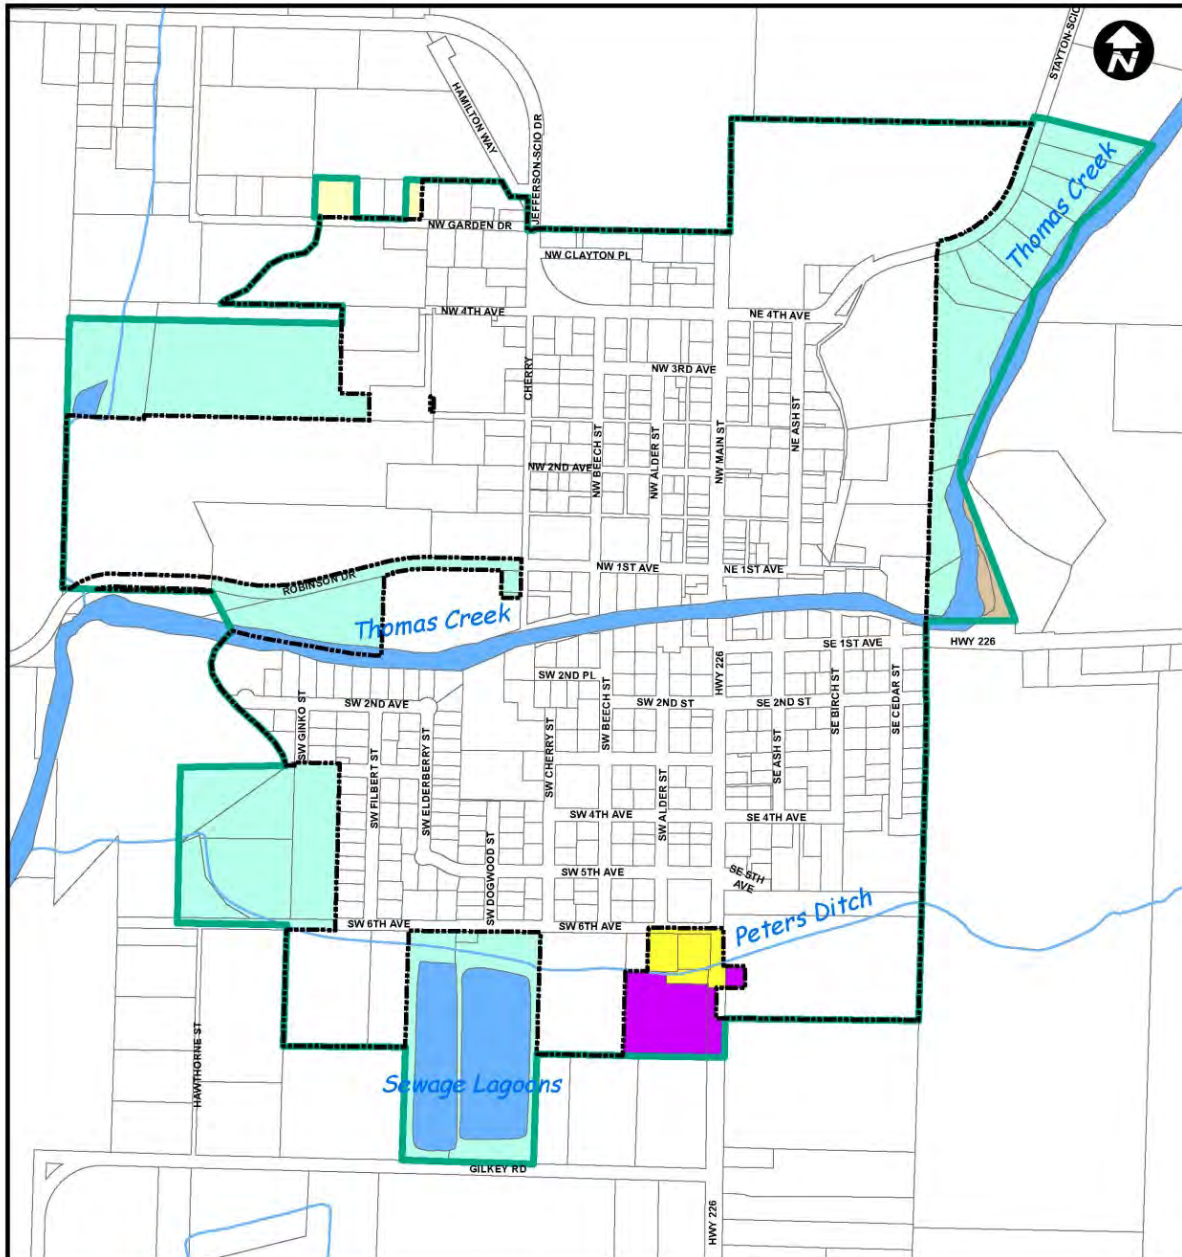 STAYTON-SCIO
N
HAMILTON WAY
JEFFERSON-SCIO DR
Thomas Creek
NW GARDEN DR
NW CLAYTON PL
NW 4TH AVE
NE 4TH AVE
CHERRY
NW 3RD AVE
NE ASH ST
NW BEECH ST
NW ALDER ST
NW MAIN ST
NW 2ND AVE
NW 1ST AVE
NE 1ST AVE
ROBINSON DR
Thomas Creek
SE 1ST AVE
HWY 226
SW 2ND PL
HWY 226
SW 2ND AVE
SW 2ND ST
SE 2ND ST
SW GINKO ST
SW BEECH ST
SE BIRCH ST
SE CEDAR ST
SW FILBERT ST
SW ELDERBERRY ST
SW CHERRY ST
SE ASH ST
SW ALDER ST
SW 4TH AVE
SE 4TH AVE
SW DOGWOOD ST
SW 5TH AVE
SE 5TH
AVE
SW 6TH AVE
SW 6TH AVE
Peters Ditch
HAWTHORNE ST
Sewage Lagoons
GILKEY RD
HWY 226